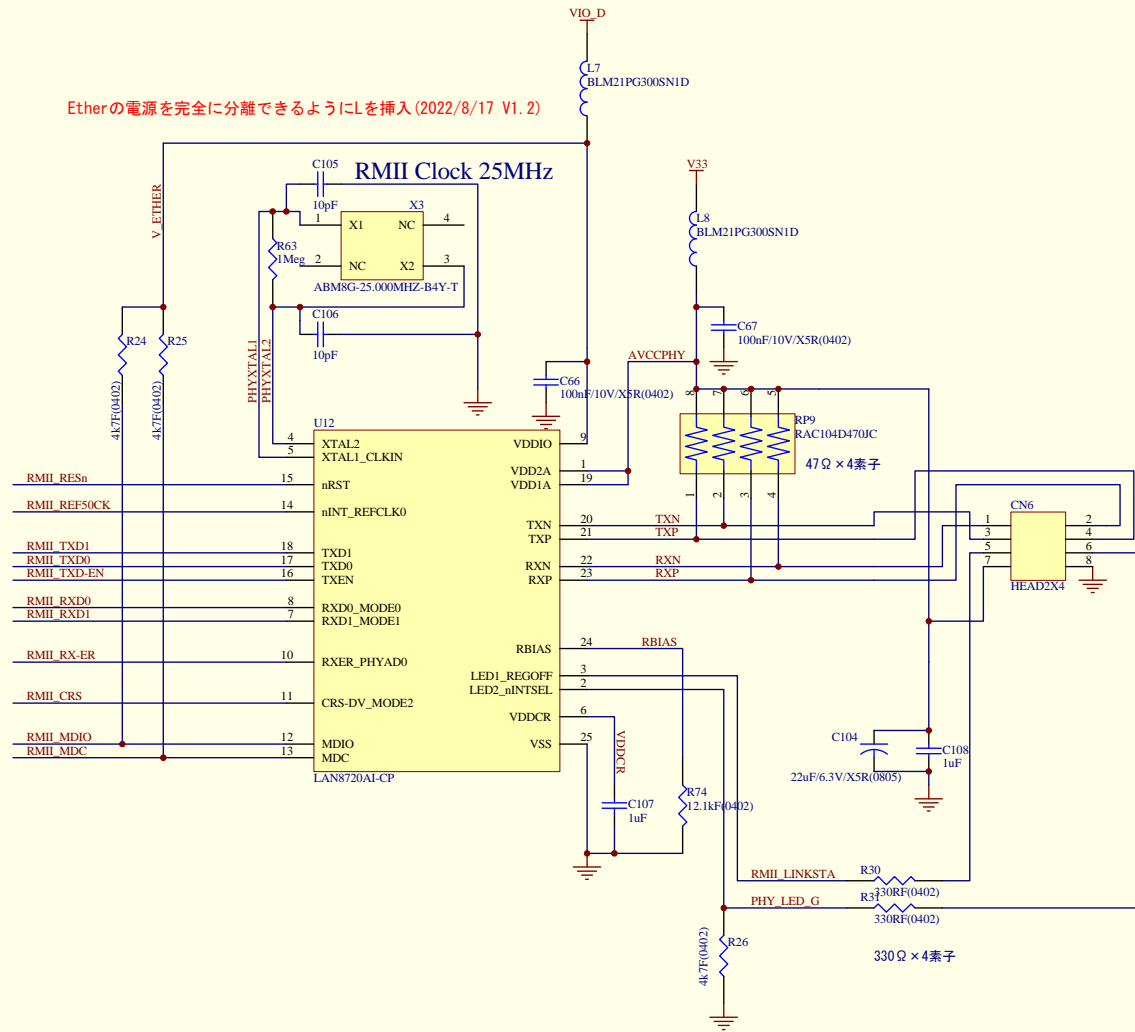 VIO_D
L7
BLM21PG300SN1D
Etherの電源を完全に分離できるようにLを挿入(2022/8/17 V1.2)
RMII Clock 25MHz
V33
L8
BLM21PG300SN1D
V_ETHER
C105
10pF
X3
1
X1
NC
4
2
NC
X2
3
ABM8G-25.000MHZ-B4Y-T
R63
1Meg
C106
10pF
R24
4k7F(0402)
R25
4k7F(0402)
PHYXTAL1
PHYXTAL2
C67
100nF/10V/X5R(0402)
AVCCPHY
C66
100nF/10V/X5R(0402)
8
7
6
5
RP9
RAC104D470JC
47Ω×4素子
1
2
3
4
U12
4
XTAL2
5
XTAL1_CLKIN
RMII_RESn
15
nRST
RMII_REF50CK
14
nINT_REFCLK0
RMII_TXD1
18
TXD1
RMII_TXD0
17
TXD0
RMII_TXD-EN
16
TXEN
RMII_RXD0
8
RXD0_MODE0
RMII_RXD1
7
RXD1_MODE1
RMII_RX-ER
10
RXER_PHYAD0
RMII_CRS
11
CRS-DV_MODE2
RMII_MDIO
12
MDIO
RMII_MDC
13
MDC
LAN8720AI-CP
VDDIO
9
VDD2A
1
VDD1A
19
TXN
20
TXN
TXP
21
TXP
RXN
22
RXN
RXP
23
RXP
RBIAS
24
RBIAS
LED1_REGOFF
3
LED2_nINTSEL
2
VDDCR
6
VSS
25
VDDCR
CN6
1
2
3
4
5
6
7
8
HEAD2X4
C107
1uF
R74
12.1kF(0402)
C104
22uF/6.3V/X5R(0805)
C108
1uF
RMII_LINKSTA
R30
330RF(0402)
PHY_LED_G
R31
330RF(0402)
R26
4k7F(0402)
330Ω×4素子